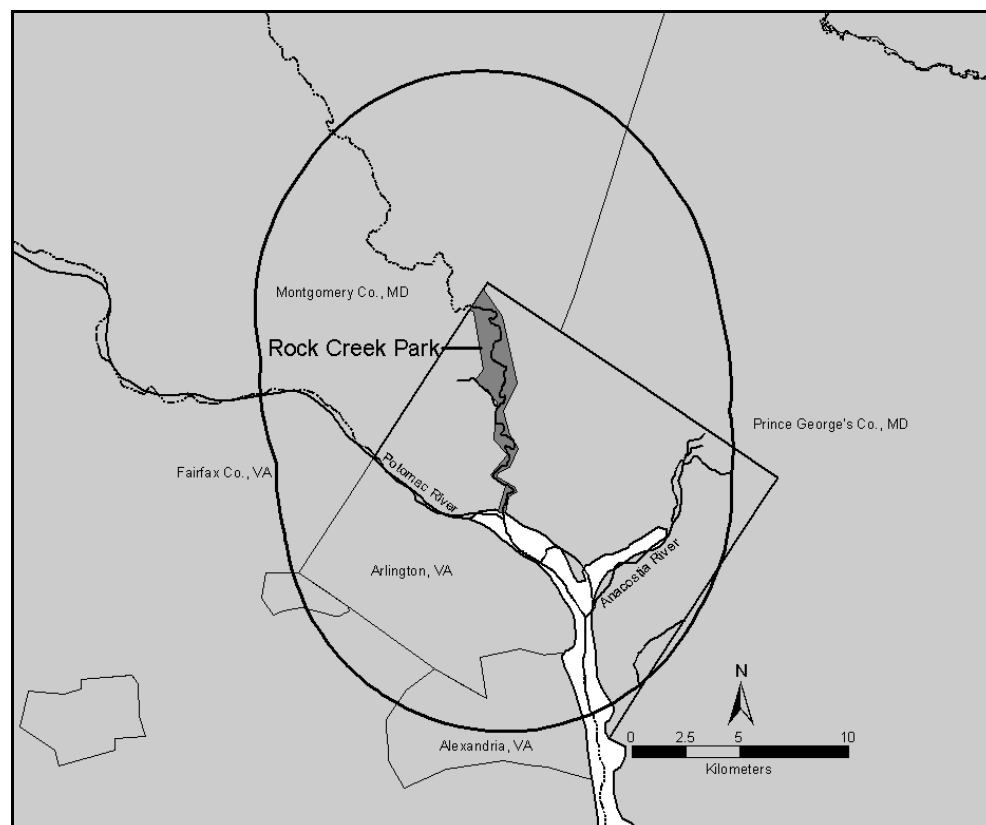 Montgomery Co., MD
Rock Creek Park
Prince George's Co., MD
Fairfax Co., VA
Potomac River
Arlington, VA
Anacostia River
N
0 2.5 5 10
Kilometers
Alexandria, VA